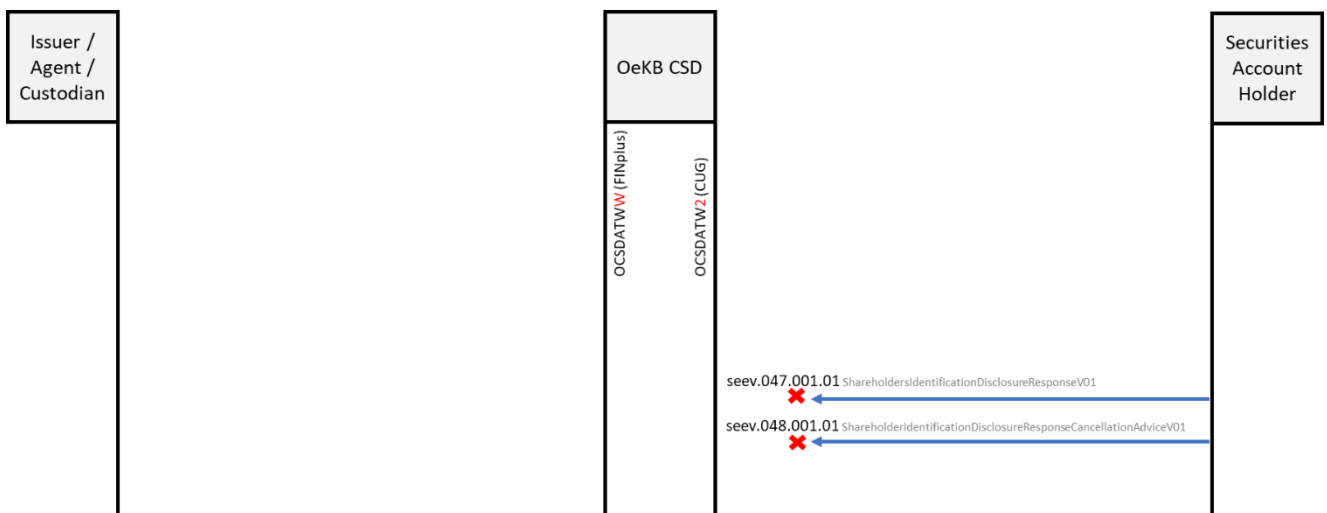 Issuer /
Agent /
Custodian
OeKB CSD
Securities
Account
Holder
OCSDATWW (FINplus)
OCSDATW2 (CUG)
seev.047.001.01 ShareholdersIdentificationDisclosureResponseV01
seev.048.001.01 ShareholderIdentificationDisclosureResponseCancellationAdviceV01